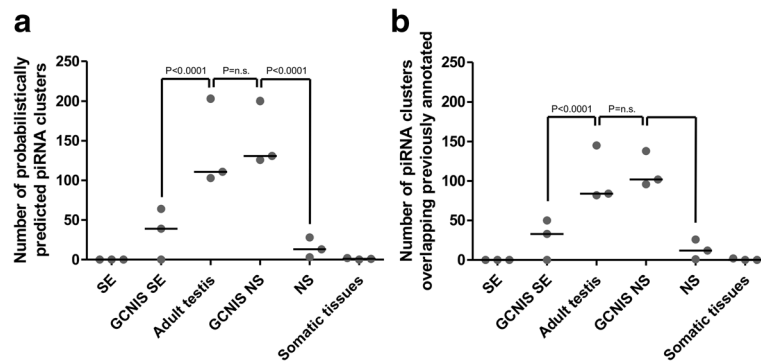 a
Number of probabilistically
predicted piRNA clusters
250
200
150
100
50
0
P<0.0001
P=n.s.
P<0.0001
SE
GCNIS SE
Adult testis
GCNIS NS
NS
Somatic tissues
b
Number of piRNA clusters
overlapping previously annotated
250
200
150
100
50
0
P<0.0001
P=n.s.
SE
GCNIS SE
Adult testis
GCNIS NS
NS
Somatic tissues